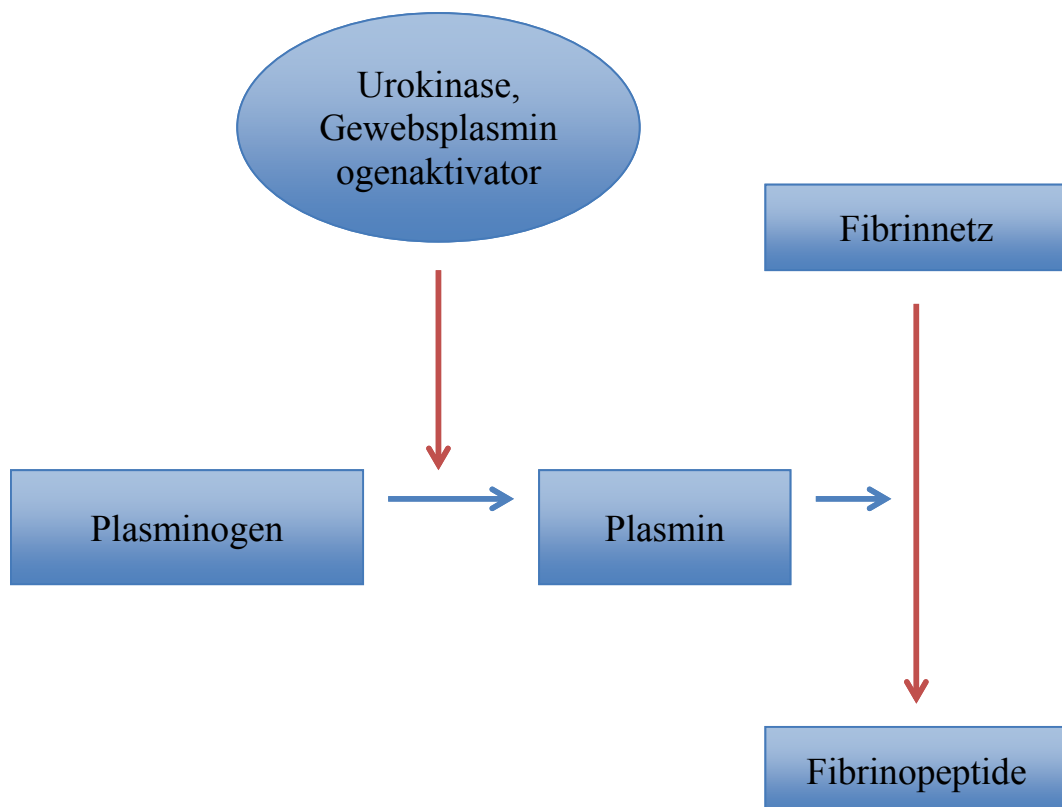 Urokinase,
Gewebsplasmin
ogenaktivator
Fibrinnetz
Plasminogen
Plasmin
Fibrinopeptide